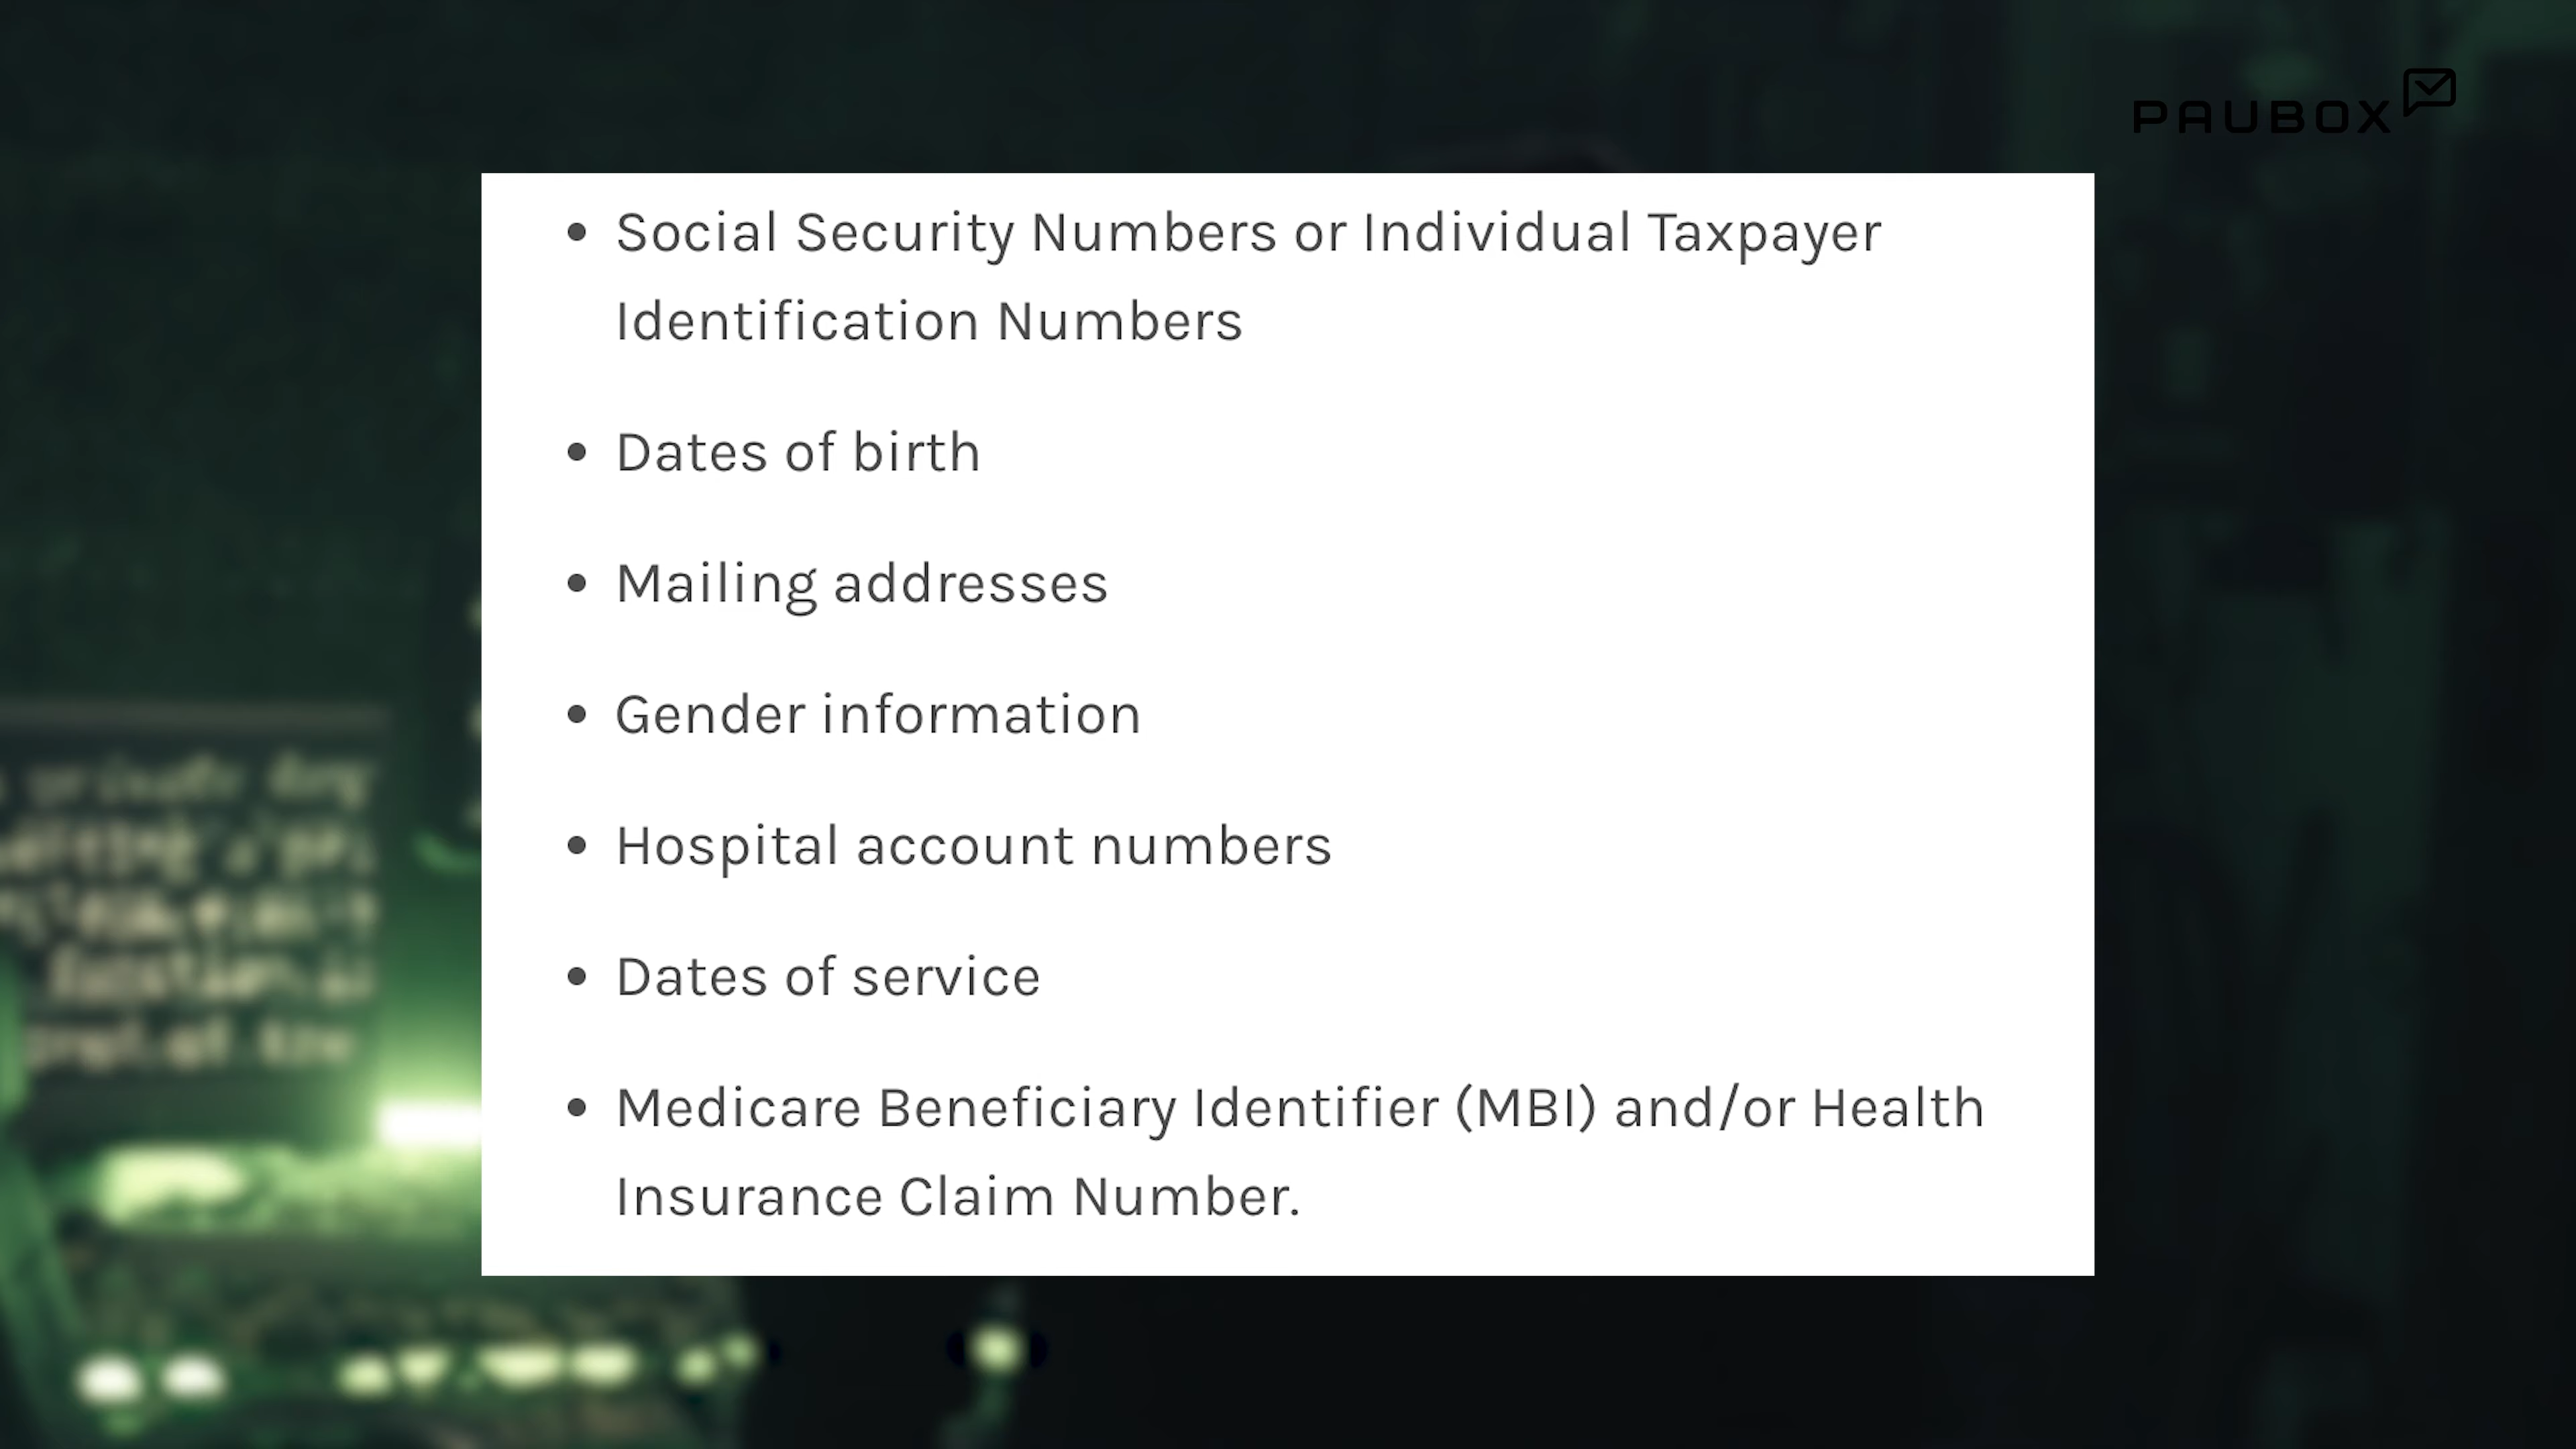 PAUBOX
• Social Security Numbers or Individual Taxpayer
Identification Numbers
• Dates of birth
• Mailing addresses
• Gender information
• Hospital account numbers
• Dates of service
• Medicare Beneficiary Identifier (MBI) and/or Health
Insurance Claim Number.